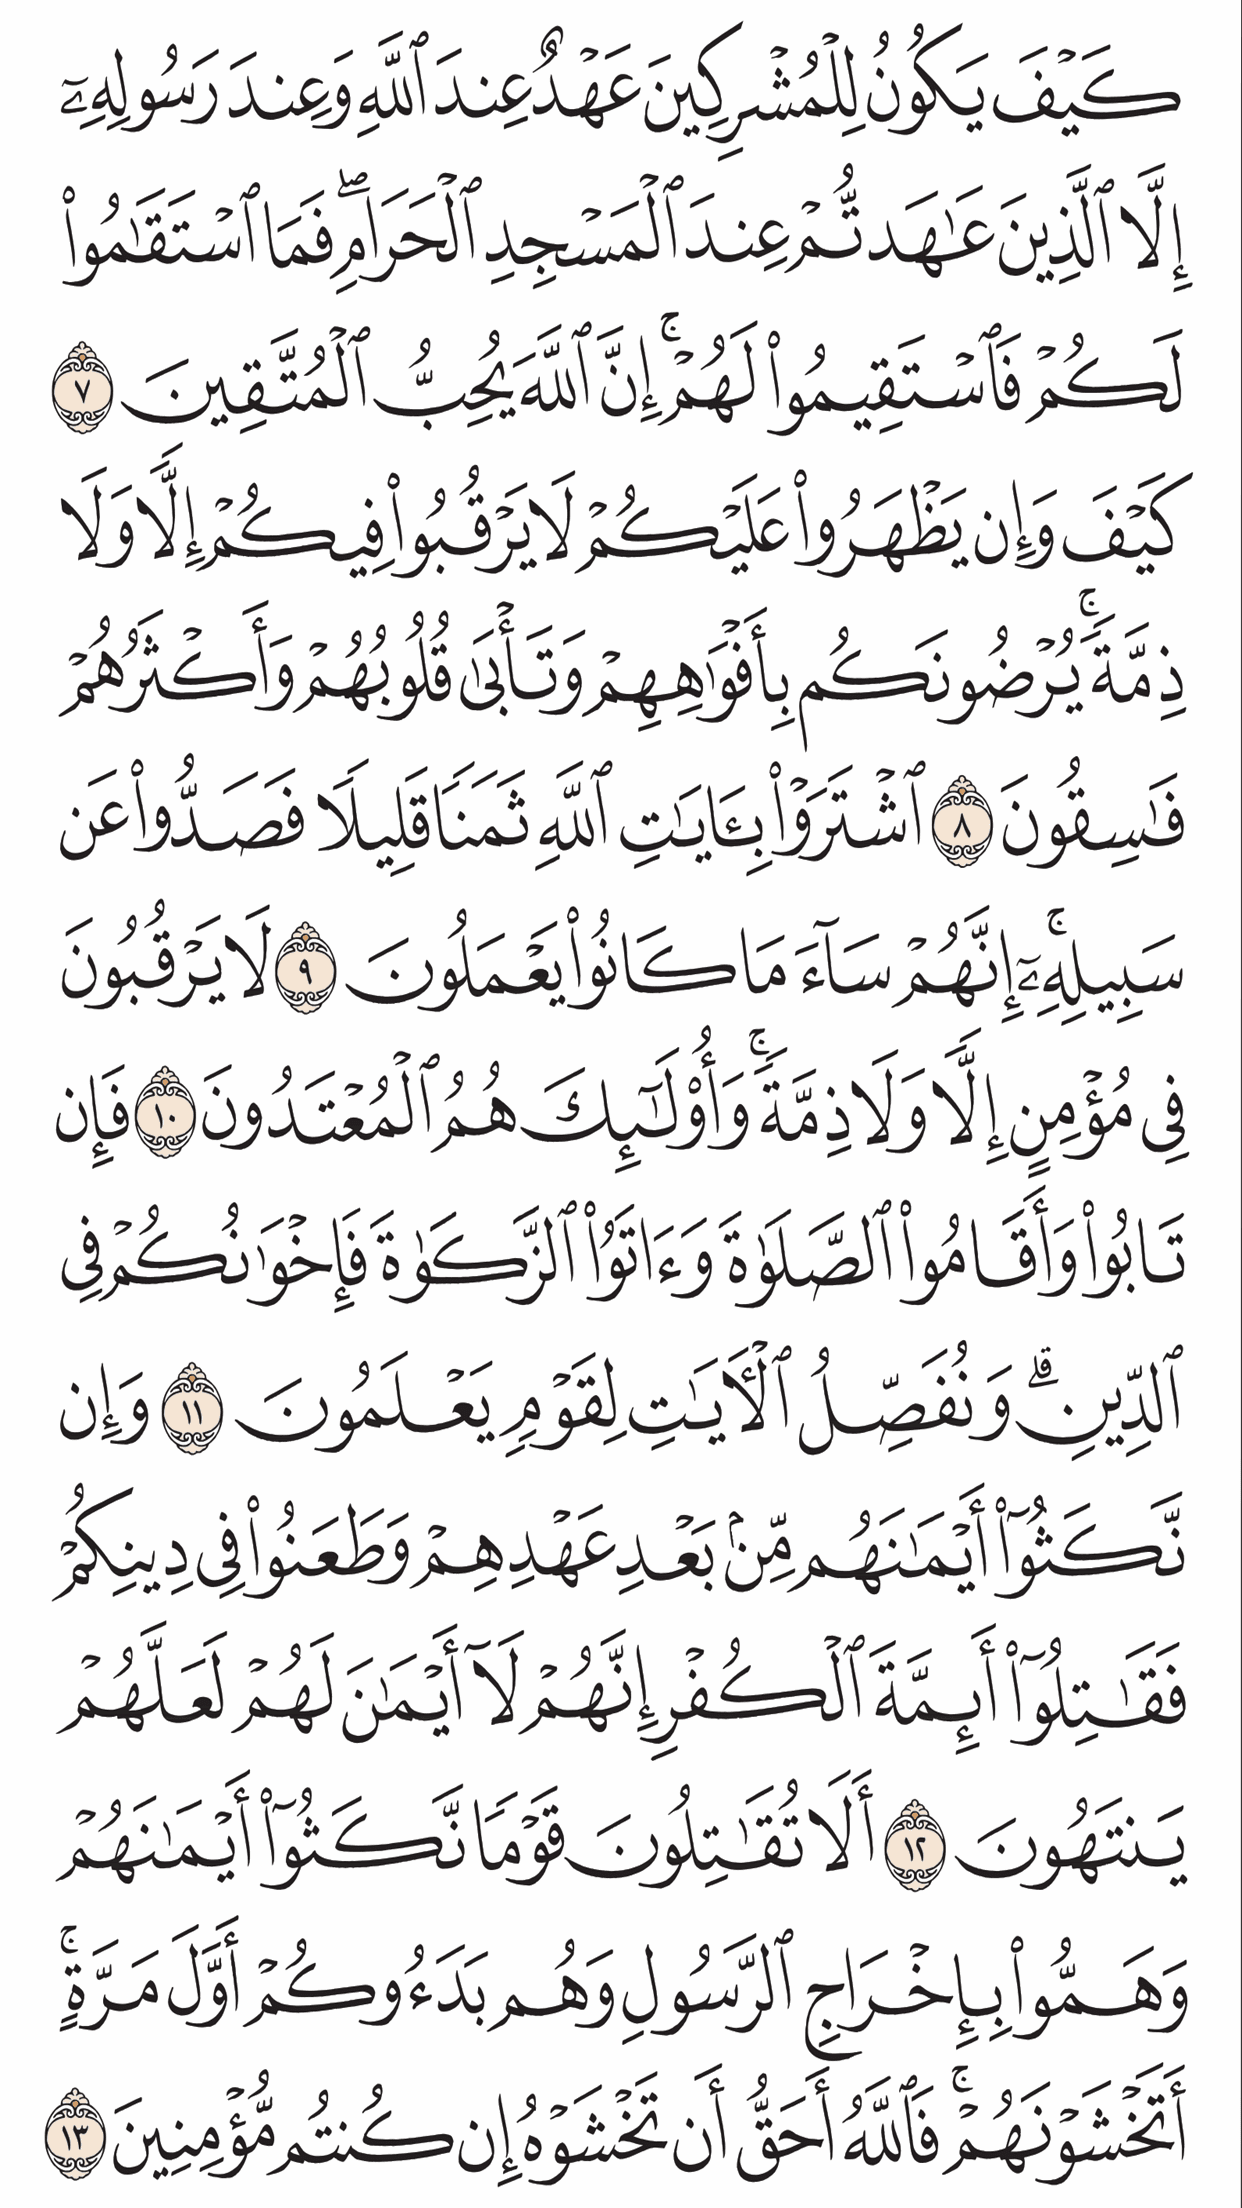 كَيْفَ يَكُونُ لِلْمُشْرِكِينَ عَهْدٌ عِندَ ٱللَّهِ وَعِندَ رَسُولِهِۦٓ
إِلَّا ٱلَّذِينَ عَٰهَدتُّمْ عِندَ ٱلْمَسْجِدِ ٱلْحَرَامِ ۖ فَمَا ٱسْتَقَٰمُوا۟
لَكُمْ فَٱسْتَقِيمُوا۟ لَهُمْ ۚ إِنَّ ٱللَّهَ يُحِبُّ ٱلْمُتَّقِينَ ٧
كَيْفَ وَإِن يَظْهَرُوا۟ عَلَيْكُمْ لَا يَرْقُبُوا۟ فِيكُمْ إِلًّا وَلَا
ذِمَّةً ۚ يُرْضُونَكُم بِأَفْوَٰهِهِمْ وَتَأْبَىٰ قُلُوبُهُمْ وَأَكْثَرُهُمْ
فَٰسِقُونَ ٨ ٱشْتَرَوْا۟ بِـَٔايَٰتِ ٱللَّهِ ثَمَنًا قَلِيلًا فَصَدُّوا۟ عَن
سَبِيلِهِۦٓ ۚ إِنَّهُمْ سَآءَ مَا كَانُوا۟ يَعْمَلُونَ ٩ لَا يَرْقُبُونَ
فِى مُؤْمِنٍ إِلًّا وَلَا ذِمَّةً ۚ وَأُو۟لَٰٓئِكَ هُمُ ٱلْمُعْتَدُونَ ١٠ فَإِن
تَابُوا۟ وَأَقَامُوا۟ ٱلصَّلَوٰةَ وَءَاتَوُا۟ ٱلزَّكَوٰةَ فَإِخْوَٰنُكُمْ فِى
ٱلدِّينِ ۗ وَنُفَصِّلُ ٱلْـَٔايَٰتِ لِقَوْمٍ يَعْلَمُونَ ١١ وَإِن
نَّكَثُوٓا۟ أَيْمَٰنَهُم مِّنۢ بَعْدِ عَهْدِهِمْ وَطَعَنُوا۟ فِى دِينِكُمْ
فَقَٰتِلُوٓا۟ أَئِمَّةَ ٱلْكُفْرِ ۙ إِنَّهُمْ لَآ أَيْمَٰنَ لَهُمْ لَعَلَّهُمْ
يَنتَهُونَ ١٢ أَلَا تُقَٰتِلُونَ قَوْمًا نَّكَثُوٓا۟ أَيْمَٰنَهُمْ
وَهَمُّوا۟ بِإِخْرَاجِ ٱلرَّسُولِ وَهُم بَدَءُوكُمْ أَوَّلَ مَرَّةٍ ۚ
أَتَخْشَوْنَهُمْ ۚ فَٱللَّهُ أَحَقُّ أَن تَخْشَوْهُ إِن كُنتُم مُّؤْمِنِينَ ١٣